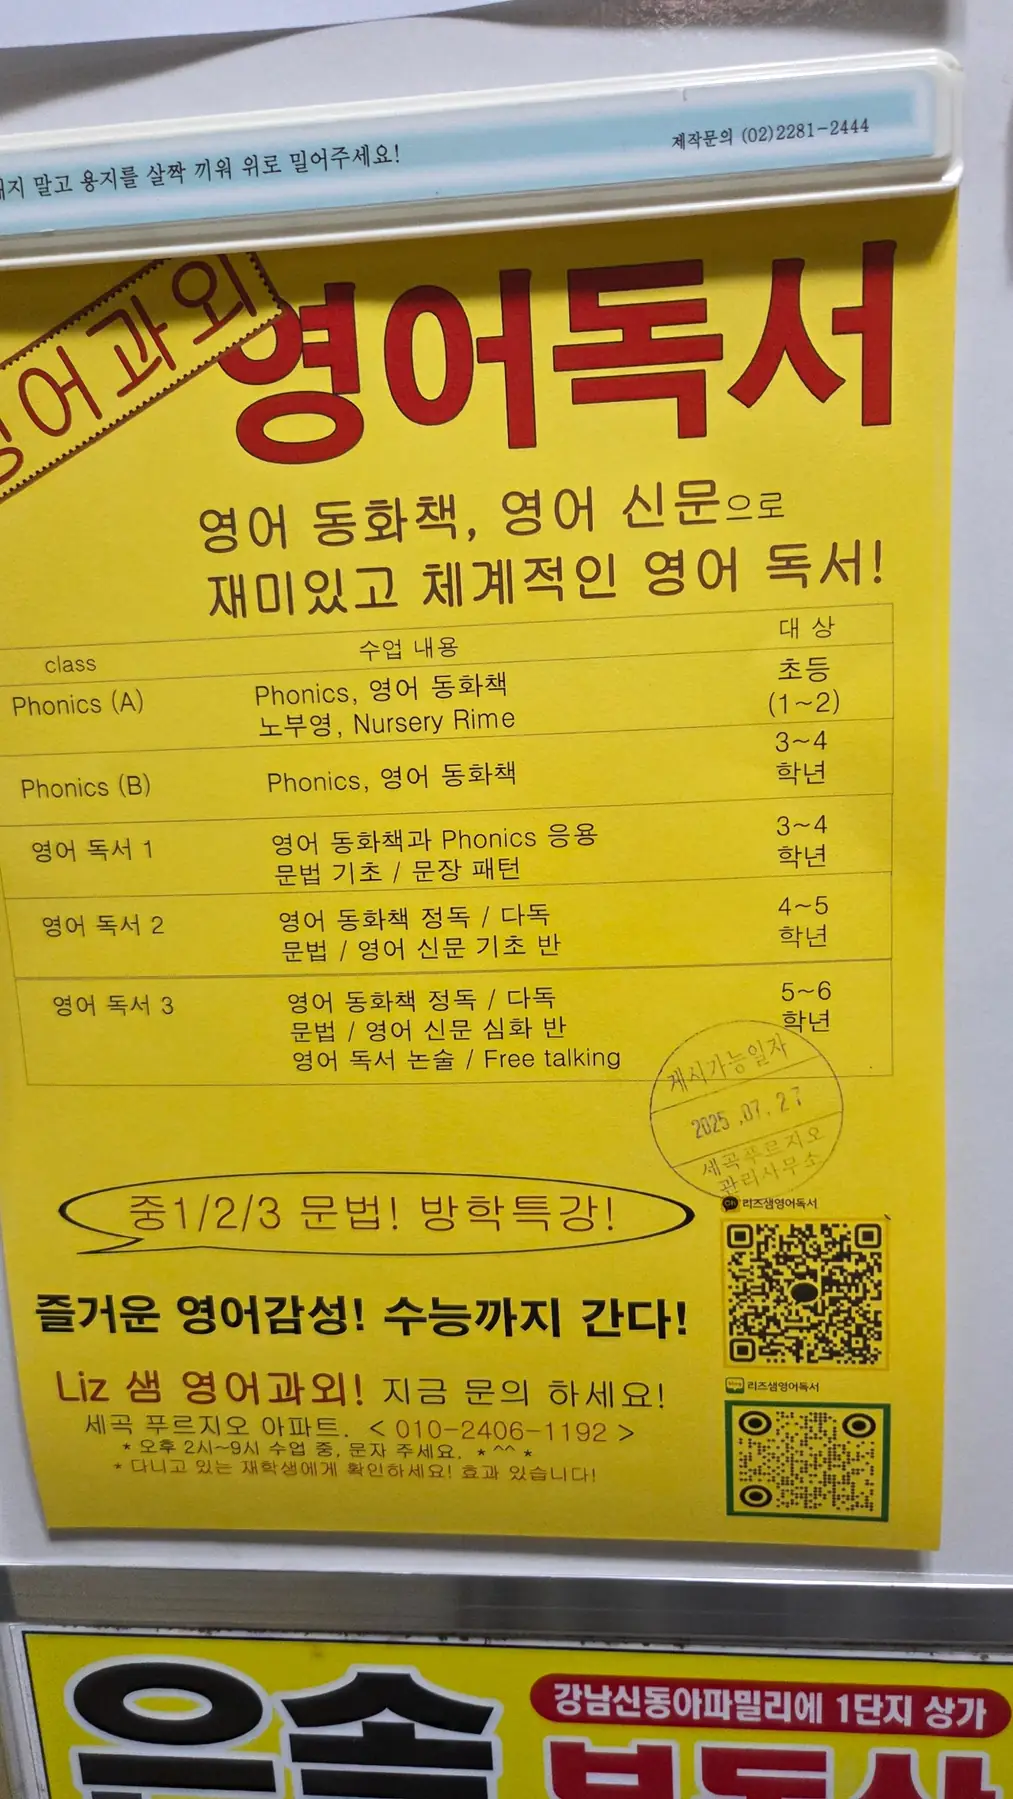 말고 용지를 살짝 끼워 위로 밀어주세요!
제작문의 (02)2281-2444
영어과외
영어독서
영어 동화책, 영어 신문으로
재미있고 체계적인 영어 독서!
class 수업 내용 대 상
Phonics (A) Phonics, 영어 동화책 초등
노부영, Nursery Rime (1~2)
Phonics (B) Phonics, 영어 동화책 3~4
학년
영어 독서 1 영어 동화책과 Phonics 응용 3~4
문법 기초 / 문장 패턴 학년
영어 독서 2 영어 동화책 정독 / 다독 4~5
문법 / 영어 신문 기초 반 학년
영어 독서 3 영어 동화책 정독 / 다독 5~6
문법 / 영어 신문 심화 반 학년
영어 독서 논술 / Free talking
게시가능일자
2025.07.27
세곡푸르지오
관리사무소
중1/2/3 문법! 방학특강!
리즈샘영어독서
즐거운 영어감성! 수능까지 간다!
Liz 샘 영어과외! 지금 문의 하세요!
리즈샘영어독서
세곡 푸르지오 아파트. < 010-2406-1192 >
* 오후 2시~9시 수업 중, 문자 주세요. * ^^ *
* 다니고 있는 재학생에게 확인하세요! 효과 있습니다!
강남신동아파밀리에 1단지 상가
부동산